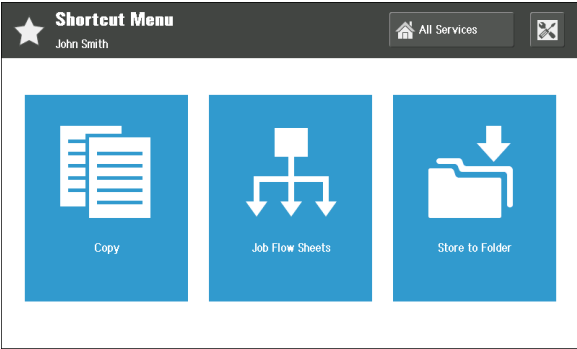 Shortcut Menu
John Smith
All Services
Copy
Job Flow Sheets
Store to Folder